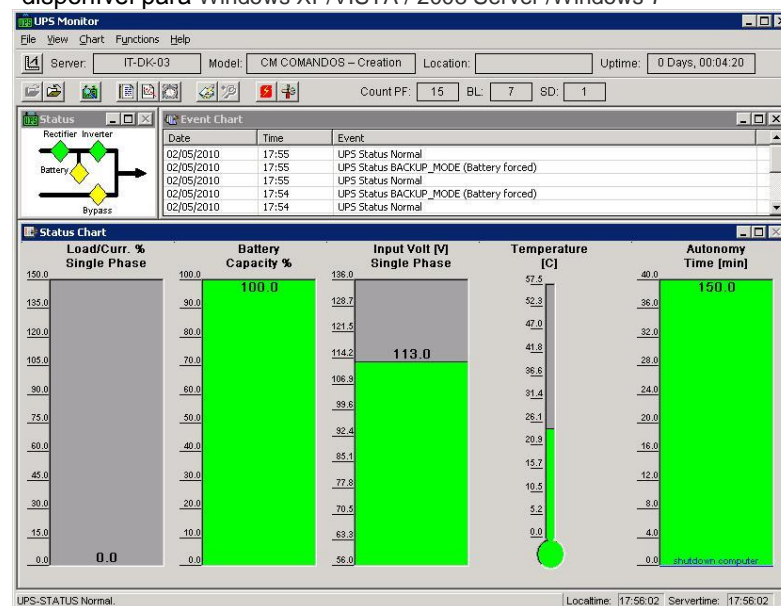 disponível para Windows XP/VISTA / 2008 Server /Windows 7
UPS Monitor
File View Chart Functions Help
Server: IT-DK-03 Model: CM COMANDOS – Creation Location: Uptime: 0 Days, 00:04:20
Count PF: 15 BL: 7 SD: 1
Status
Rectifier Inverter
Battery
Bypass
Event Chart
Date Time Event
02/05/2010 17:55 UPS Status Normal
02/05/2010 17:55 UPS Status BACKUP_MODE (Battery forced)
02/05/2010 17:55 UPS Status Normal
02/05/2010 17:54 UPS Status BACKUP_MODE (Battery forced)
02/05/2010 17:54 UPS Status Normal
Status Chart
Load/Curr. %
Single Phase
150.0
135.0
120.0
105.0
90.0
75.0
60.0
45.0
30.0
15.0
0.0
0.0
Battery
Capacity %
100.0
100.0
90.0
80.0
70.0
60.0
50.0
40.0
30.0
20.0
10.0
0.0
Input Volt [V]
Single Phase
136.0
128.7
121.5
114.2
113.0
106.9
99.6
92.4
85.1
77.8
70.5
63.3
56.0
Temperature
[C]
57.5
52.3
47.0
41.8
36.6
31.4
26.1
20.9
15.7
10.5
5.2
0.0
Autonomy
Time [min]
40.0
150.0
36.0
32.0
28.0
24.0
20.0
16.0
12.0
8.0
4.0
0.0
shutdown computer
UPS-STATUS Normal. Localtime: 17:56:02 Servertime: 17:56:02